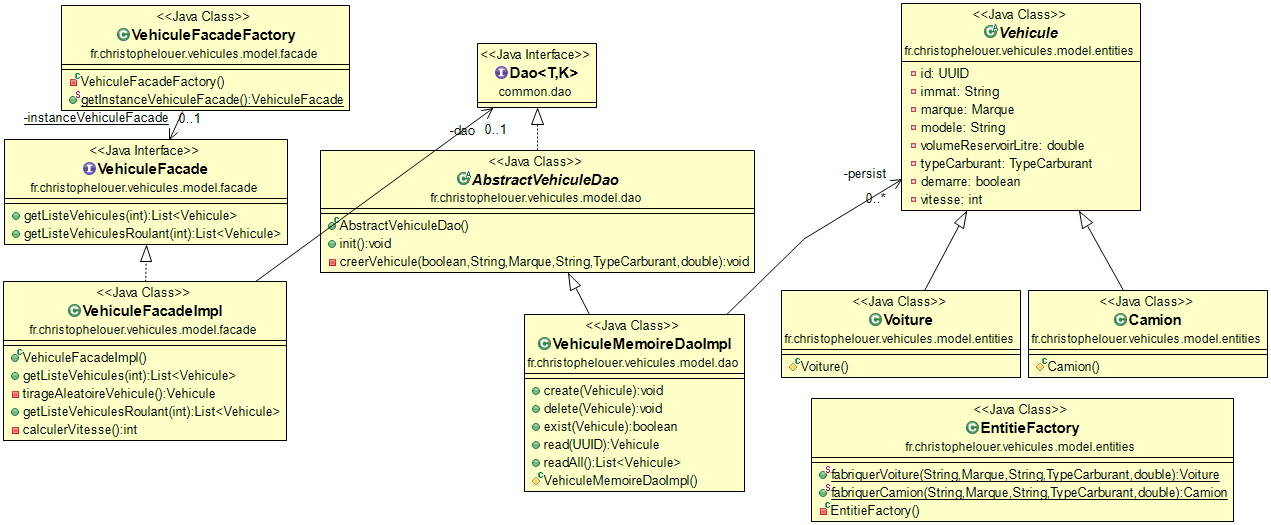 <<Java Class>>
VehiculeFacadeFactory
fr.christophelouer.vehicules.model.facade
VehiculeFacadeFactory()
getInstanceVehiculeFacade():VehiculeFacade
-instanceVehiculeFacade
0..1
<<Java Interface>>
VehiculeFacade
fr.christophelouer.vehicules.model.facade
getListeVehicules(int):List<Vehicule>
getListeVehiculesRoulant(int):List<Vehicule>
<<Java Class>>
VehiculeFacadeImpl
fr.christophelouer.vehicules.model.facade
VehiculeFacadeImpl()
getListeVehicules(int):List<Vehicule>
tirageAleatoireVehicule():Vehicule
getListeVehiculesRoulant(int):List<Vehicule>
calculerVitesse():int
<<Java Interface>>
Dao<T,K>
common.dao
-dao
0..1
<<Java Class>>
AbstractVehiculeDao
fr.christophelouer.vehicules.model.dao
AbstractVehiculeDao()
init():void
creerVehicule(boolean,String,Marque,String,TypeCarburant,double):void
<<Java Class>>
VehiculeMemoireDaoImpl
fr.christophelouer.vehicules.model.dao
create(Vehicule):void
delete(Vehicule):void
exist(Vehicule):boolean
read(UUID):Vehicule
readAll():List<Vehicule>
VehiculeMemoireDaoImpl()
-persist
0..*
<<Java Class>>
Vehicule
fr.christophelouer.vehicules.model.entities
id: UUID
immat: String
marque: Marque
modele: String
volumeReservoirLitre: double
typeCarburant: TypeCarburant
demarre: boolean
vitesse: int
<<Java Class>>
Voiture
fr.christophelouer.vehicules.model.entities
Voiture()
<<Java Class>>
Camion
fr.christophelouer.vehicules.model.entities
Camion()
<<Java Class>>
EntitieFactory
fr.christophelouer.vehicules.model.entities
fabriquerVoiture(String,Marque,String,TypeCarburant,double):Voiture
fabriquerCamion(String,Marque,String,TypeCarburant,double):Camion
EntitieFactory()